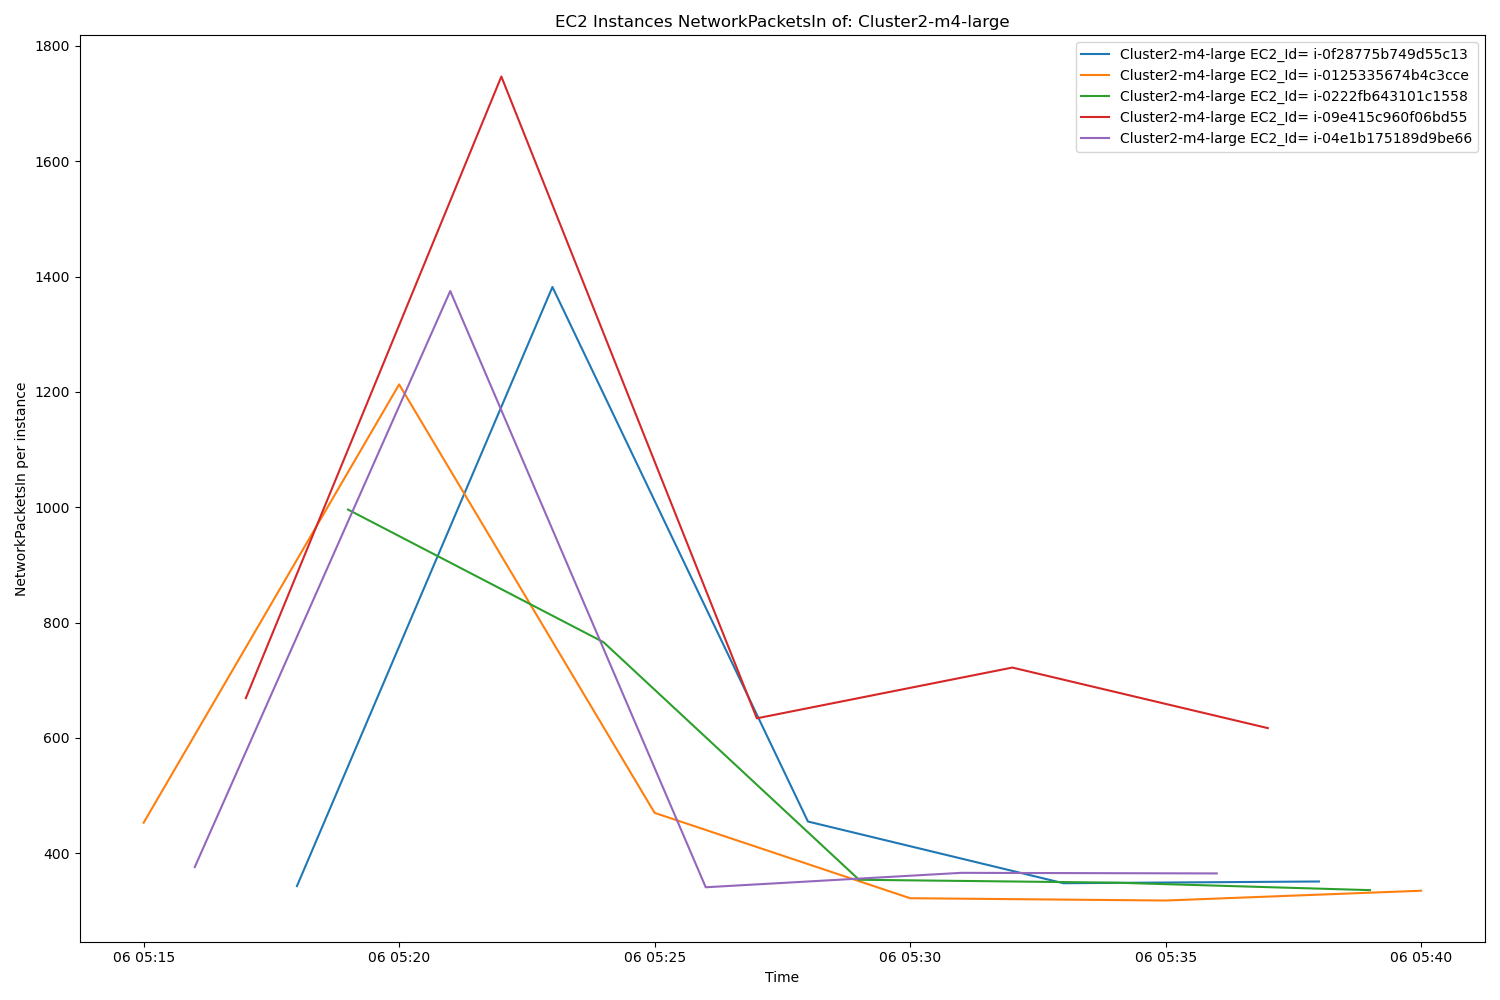 EC2 Instances NetworkPacketsIn of: Cluster2-m4-large
Cluster2-m4-large EC2_Id= i-0f28775b749d55c13
Cluster2-m4-large EC2_Id= i-0125335674b4c3cce
Cluster2-m4-large EC2_Id= i-0222fb643101c1558
Cluster2-m4-large EC2_Id= i-09e415c960f06bd55
Cluster2-m4-large EC2_Id= i-04e1b175189d9be66
NetworkPacketsIn per instance
1800
1600
1400
1200
1000
800
600
400
06 05:15
06 05:20
06 05:25
06 05:30
06 05:35
06 05:40
Time